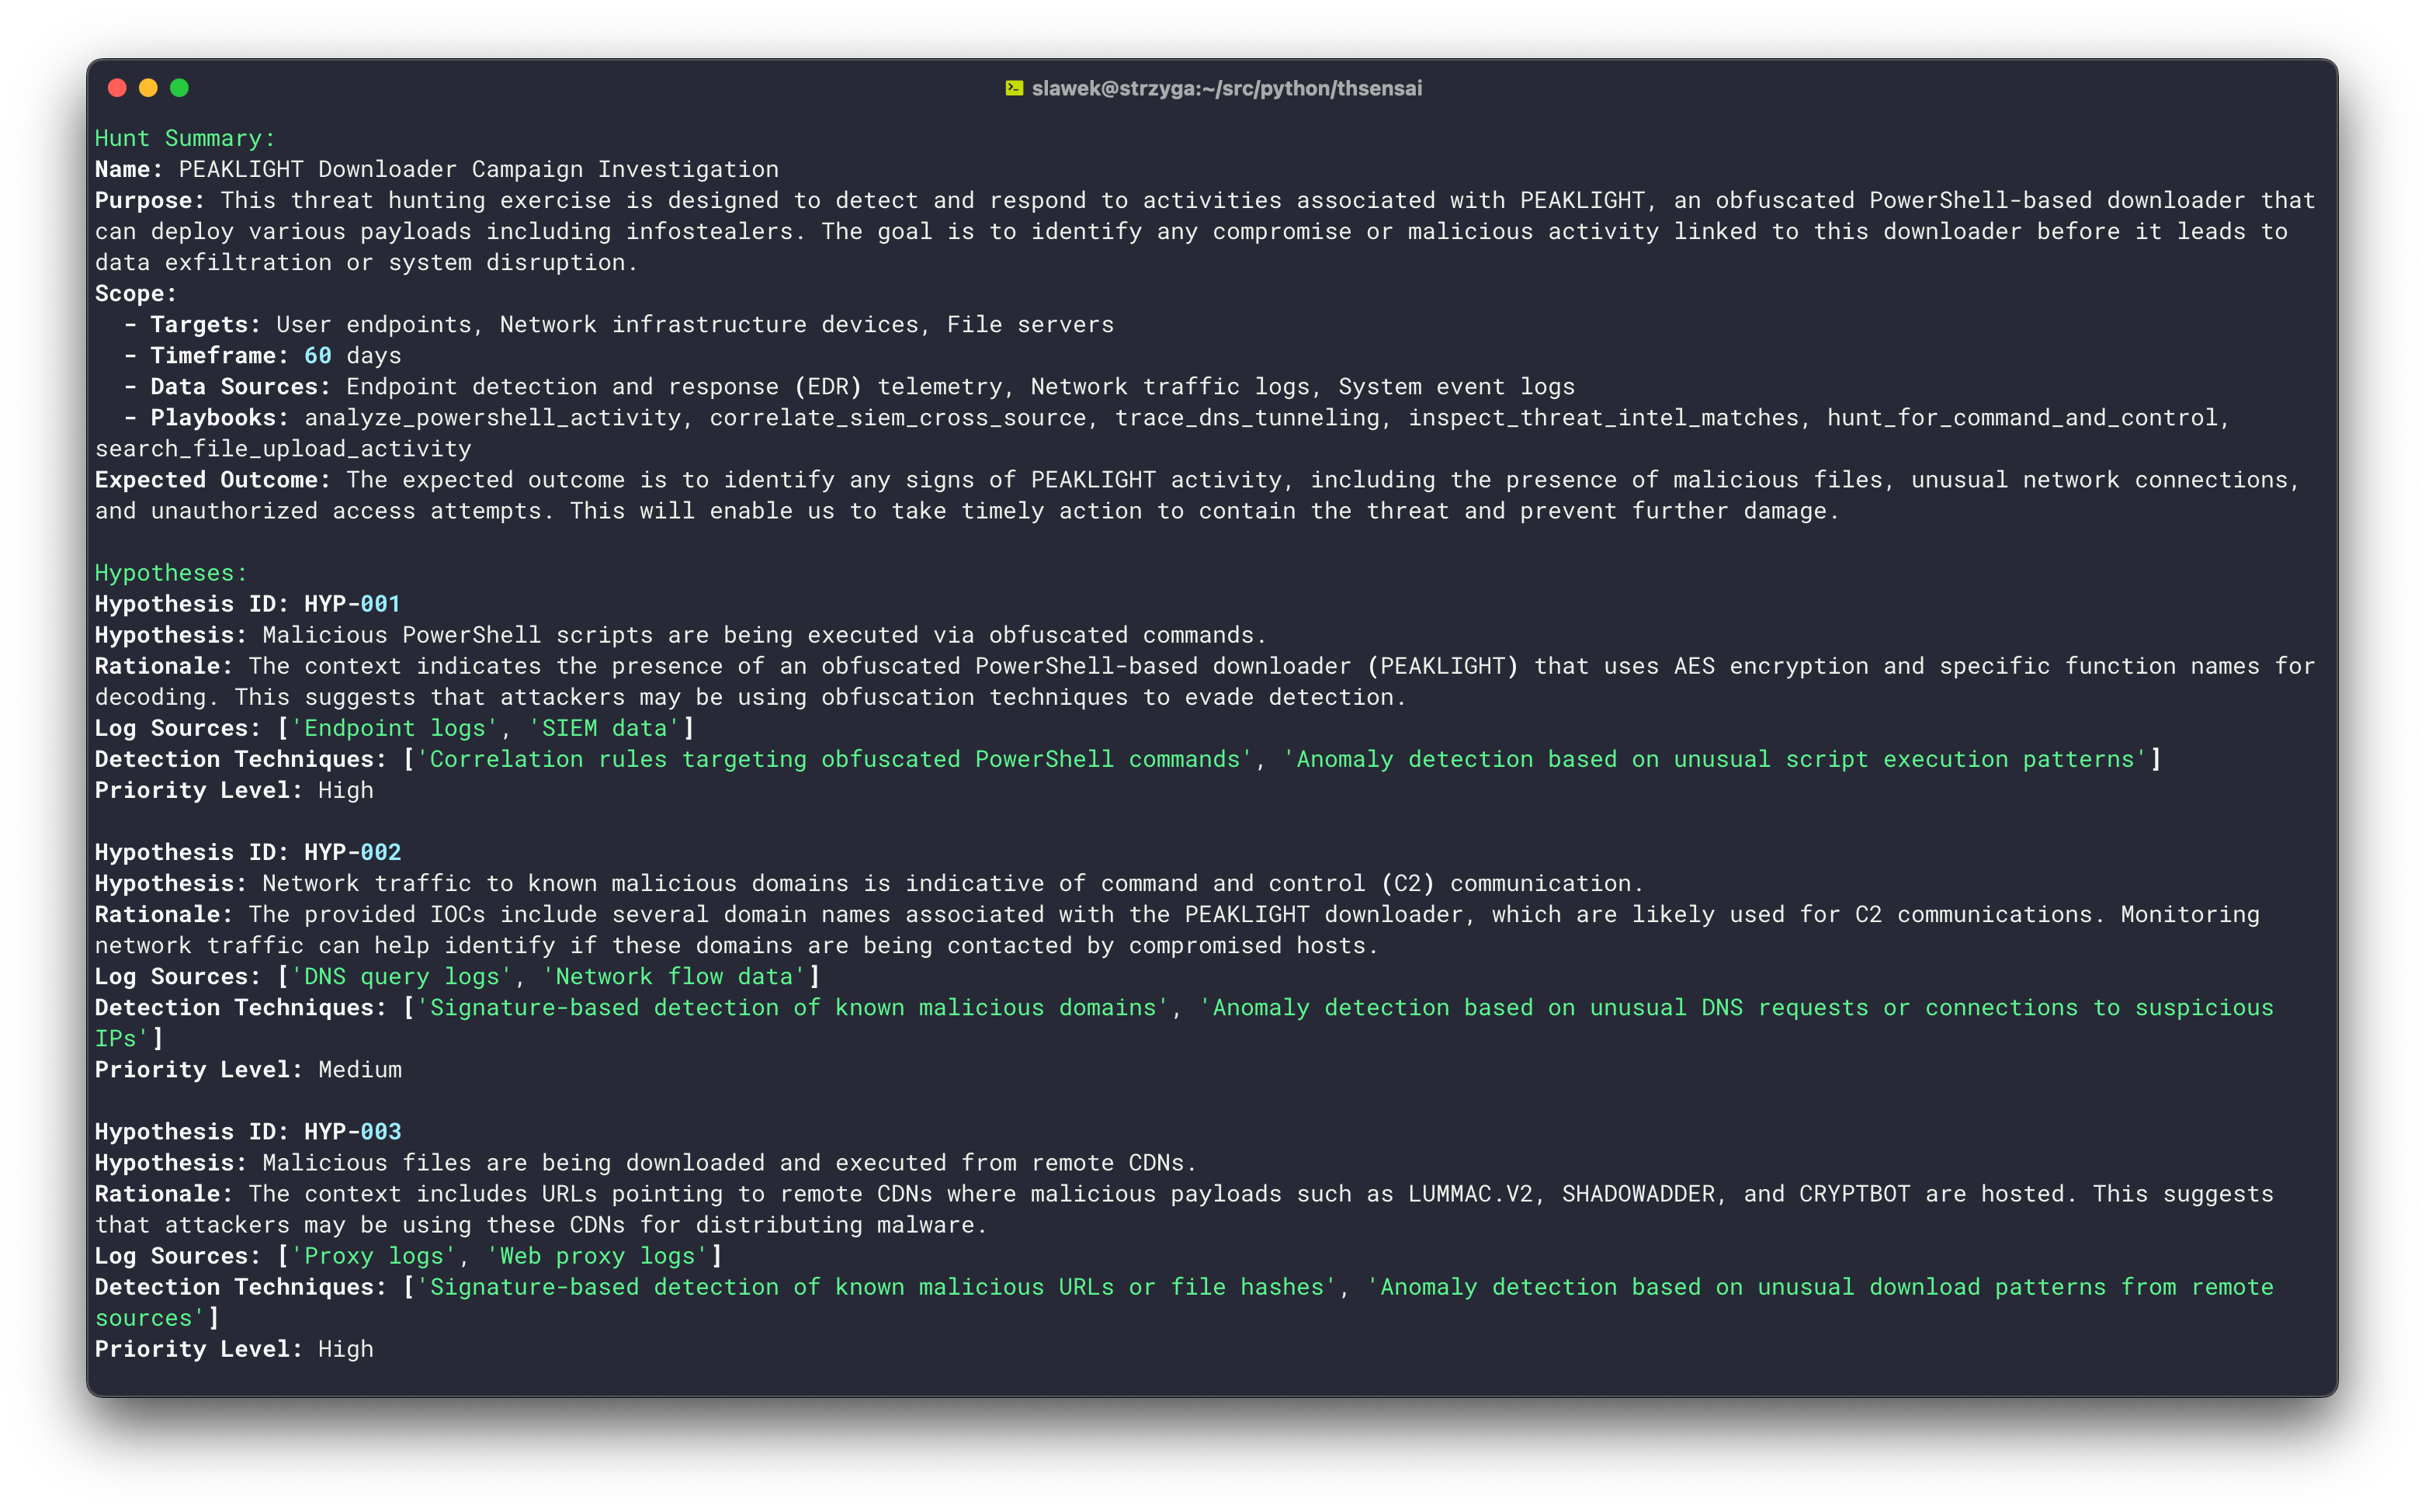 slawek@strzyga:~/src/python/thsensai
Hunt Summary:
Name: PEAKLIGHT Downloader Campaign Investigation
Purpose: This threat hunting exercise is designed to detect and respond to activities associated with PEAKLIGHT, an obfuscated PowerShell-based downloader that
can deploy various payloads including infostealers. The goal is to identify any compromise or malicious activity linked to this downloader before it leads to
data exfiltration or system disruption.
Scope:
  - Targets: User endpoints, Network infrastructure devices, File servers
  - Timeframe: 60 days
  - Data Sources: Endpoint detection and response (EDR) telemetry, Network traffic logs, System event logs
  - Playbooks: analyze_powershell_activity, correlate_siem_cross_source, trace_dns_tunneling, inspect_threat_intel_matches, hunt_for_command_and_control,
search_file_upload_activity
Expected Outcome: The expected outcome is to identify any signs of PEAKLIGHT activity, including the presence of malicious files, unusual network connections,
and unauthorized access attempts. This will enable us to take timely action to contain the threat and prevent further damage.
Hypotheses:
Hypothesis ID: HYP-001
Hypothesis: Malicious PowerShell scripts are being executed via obfuscated commands.
Rationale: The context indicates the presence of an obfuscated PowerShell-based downloader (PEAKLIGHT) that uses AES encryption and specific function names for
decoding. This suggests that attackers may be using obfuscation techniques to evade detection.
Log Sources: ['Endpoint logs', 'SIEM data']
Detection Techniques: ['Correlation rules targeting obfuscated PowerShell commands', 'Anomaly detection based on unusual script execution patterns']
Priority Level: High
Hypothesis ID: HYP-002
Hypothesis: Network traffic to known malicious domains is indicative of command and control (C2) communication.
Rationale: The provided IOCs include several domain names associated with the PEAKLIGHT downloader, which are likely used for C2 communications. Monitoring
network traffic can help identify if these domains are being contacted by compromised hosts.
Log Sources: ['DNS query logs', 'Network flow data']
Detection Techniques: ['Signature-based detection of known malicious domains', 'Anomaly detection based on unusual DNS requests or connections to suspicious
IPs']
Priority Level: Medium
Hypothesis ID: HYP-003
Hypothesis: Malicious files are being downloaded and executed from remote CDNs.
Rationale: The context includes URLs pointing to remote CDNs where malicious payloads such as LUMMAC.V2, SHADOWADDER, and CRYPTBOT are hosted. This suggests
that attackers may be using these CDNs for distributing malware.
Log Sources: ['Proxy logs', 'Web proxy logs']
Detection Techniques: ['Signature-based detection of known malicious URLs or file hashes', 'Anomaly detection based on unusual download patterns from remote
sources']
Priority Level: High